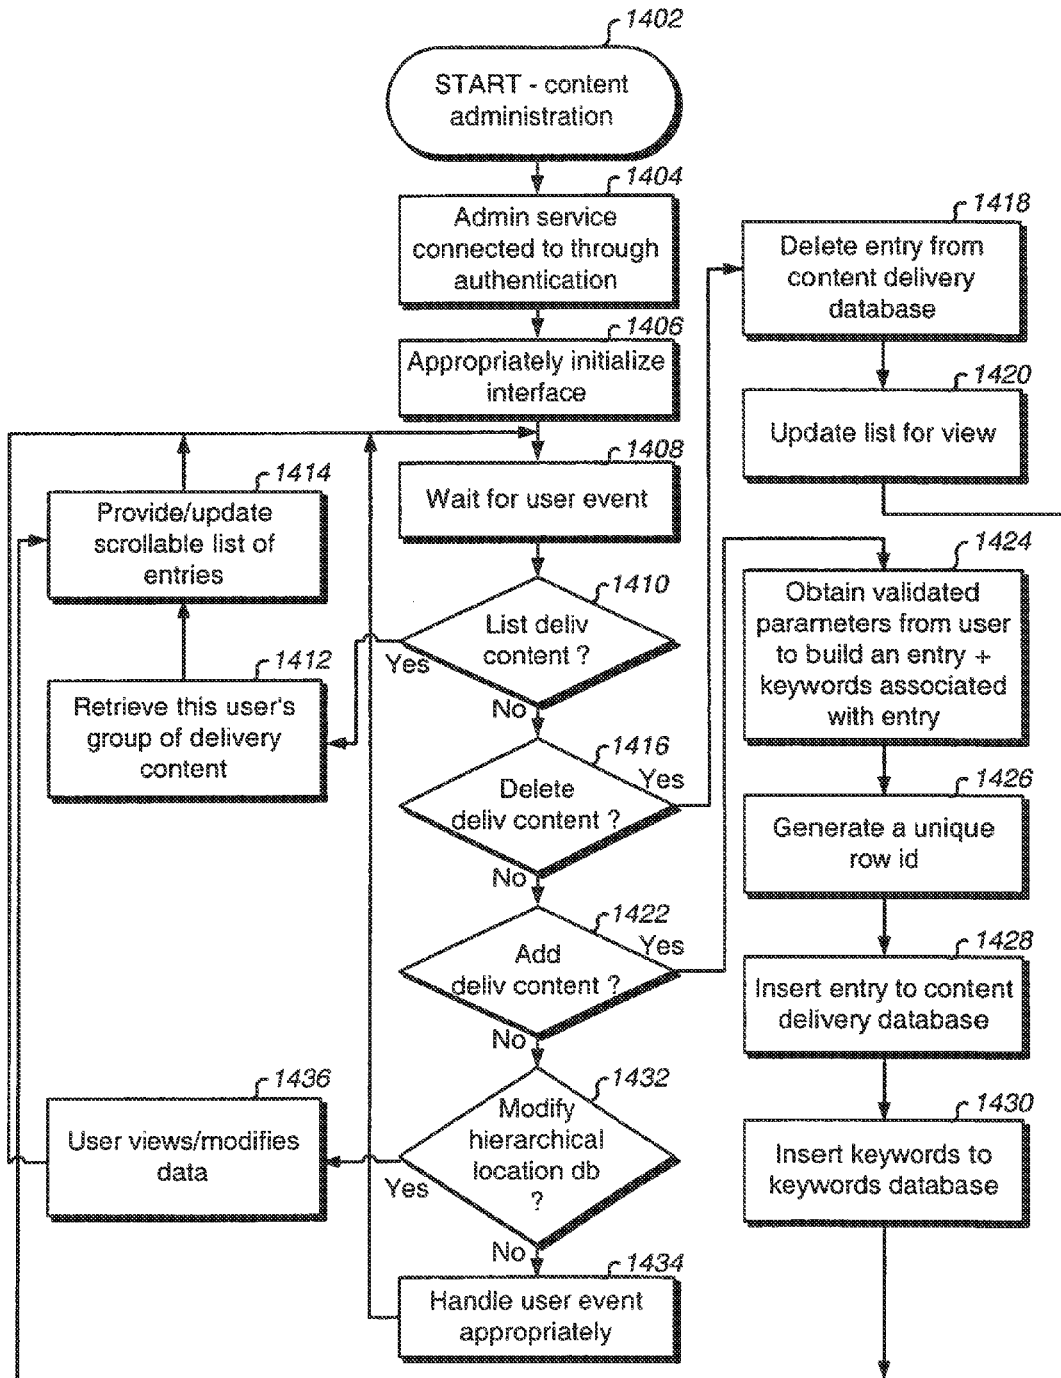 1402
START - content
administration
1404
Admin service
connected to through
authentication
1406
Appropriately initialize
interface
1408
Wait for user event
1410
List deliv
content ?
Yes
No
1412
Retrieve this user's
group of delivery
content
1414
Provide/update
scrollable list of
entries
1416
Delete
deliv content ?
Yes
No
1418
Delete entry from
content delivery
database
1420
Update list for view
1422
Add
deliv content ?
Yes
No
1424
Obtain validated
parameters from user
to build an entry +
keywords associated
with entry
1426
Generate a unique
row id
1428
Insert entry to content
delivery database
1430
Insert keywords to
keywords database
1432
Modify
hierarchical
location db
?
Yes
No
1436
User views/modifies
data
1434
Handle user event
appropriately